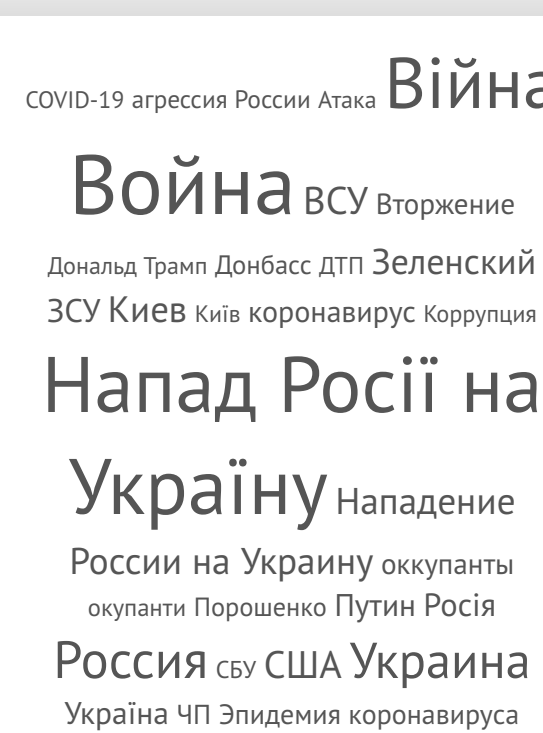 COVID-19 агрессия России Атака Війна
Война ВСУ Вторжение
Дональд Трамп Донбасс ДТП Зеленский
ЗСУ Киев Київ коронавирус Коррупция
Напад Росії на
Україну Нападение
России на Украину оккупанты
окупанти Порошенко Путин Росія
Россия СБУ США Украина
Україна ЧП Эпидемия коронавируса